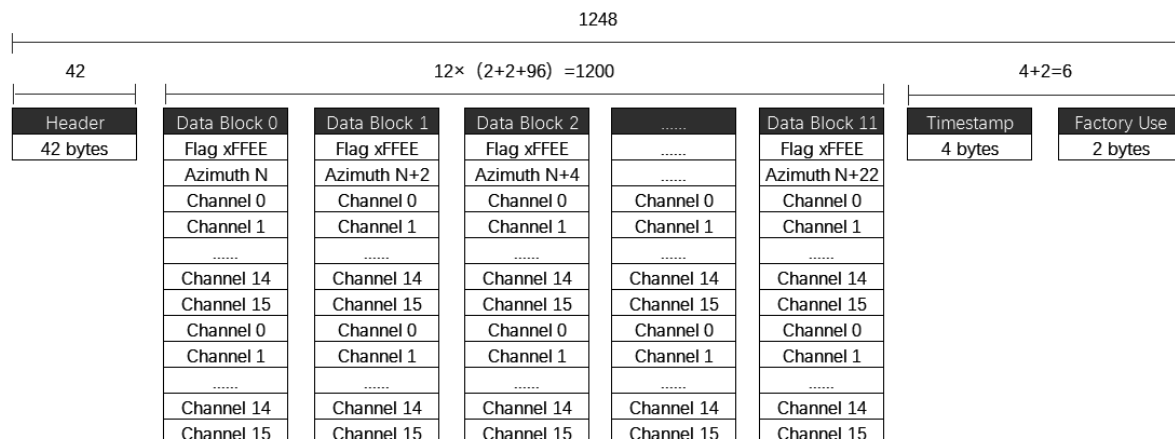 1248
42 12× (2+2+96) =1200 4+2=6
Header Data Block 0 Data Block 1 Data Block 2 ...... Data Block 11 Timestamp Factory Use
42 bytes Flag xFFEE Flag xFFEE Flag xFFEE ...... Flag xFFEE 4 bytes 2 bytes
Azimuth N Azimuth N+2 Azimuth N+4 ...... Azimuth N+22
Channel 0 Channel 0 Channel 0 Channel 0 Channel 0
Channel 1 Channel 1 Channel 1 Channel 1 Channel 1
...... ...... ...... ...... ......
Channel 14 Channel 14 Channel 14 Channel 14 Channel 14
Channel 15 Channel 15 Channel 15 Channel 15 Channel 15
Channel 0 Channel 0 Channel 0 Channel 0 Channel 0
Channel 1 Channel 1 Channel 1 Channel 1 Channel 1
...... ...... ...... ...... ......
Channel 14 Channel 14 Channel 14 Channel 14 Channel 14
Channel 15 Channel 15 Channel 15 Channel 15 Channel 15